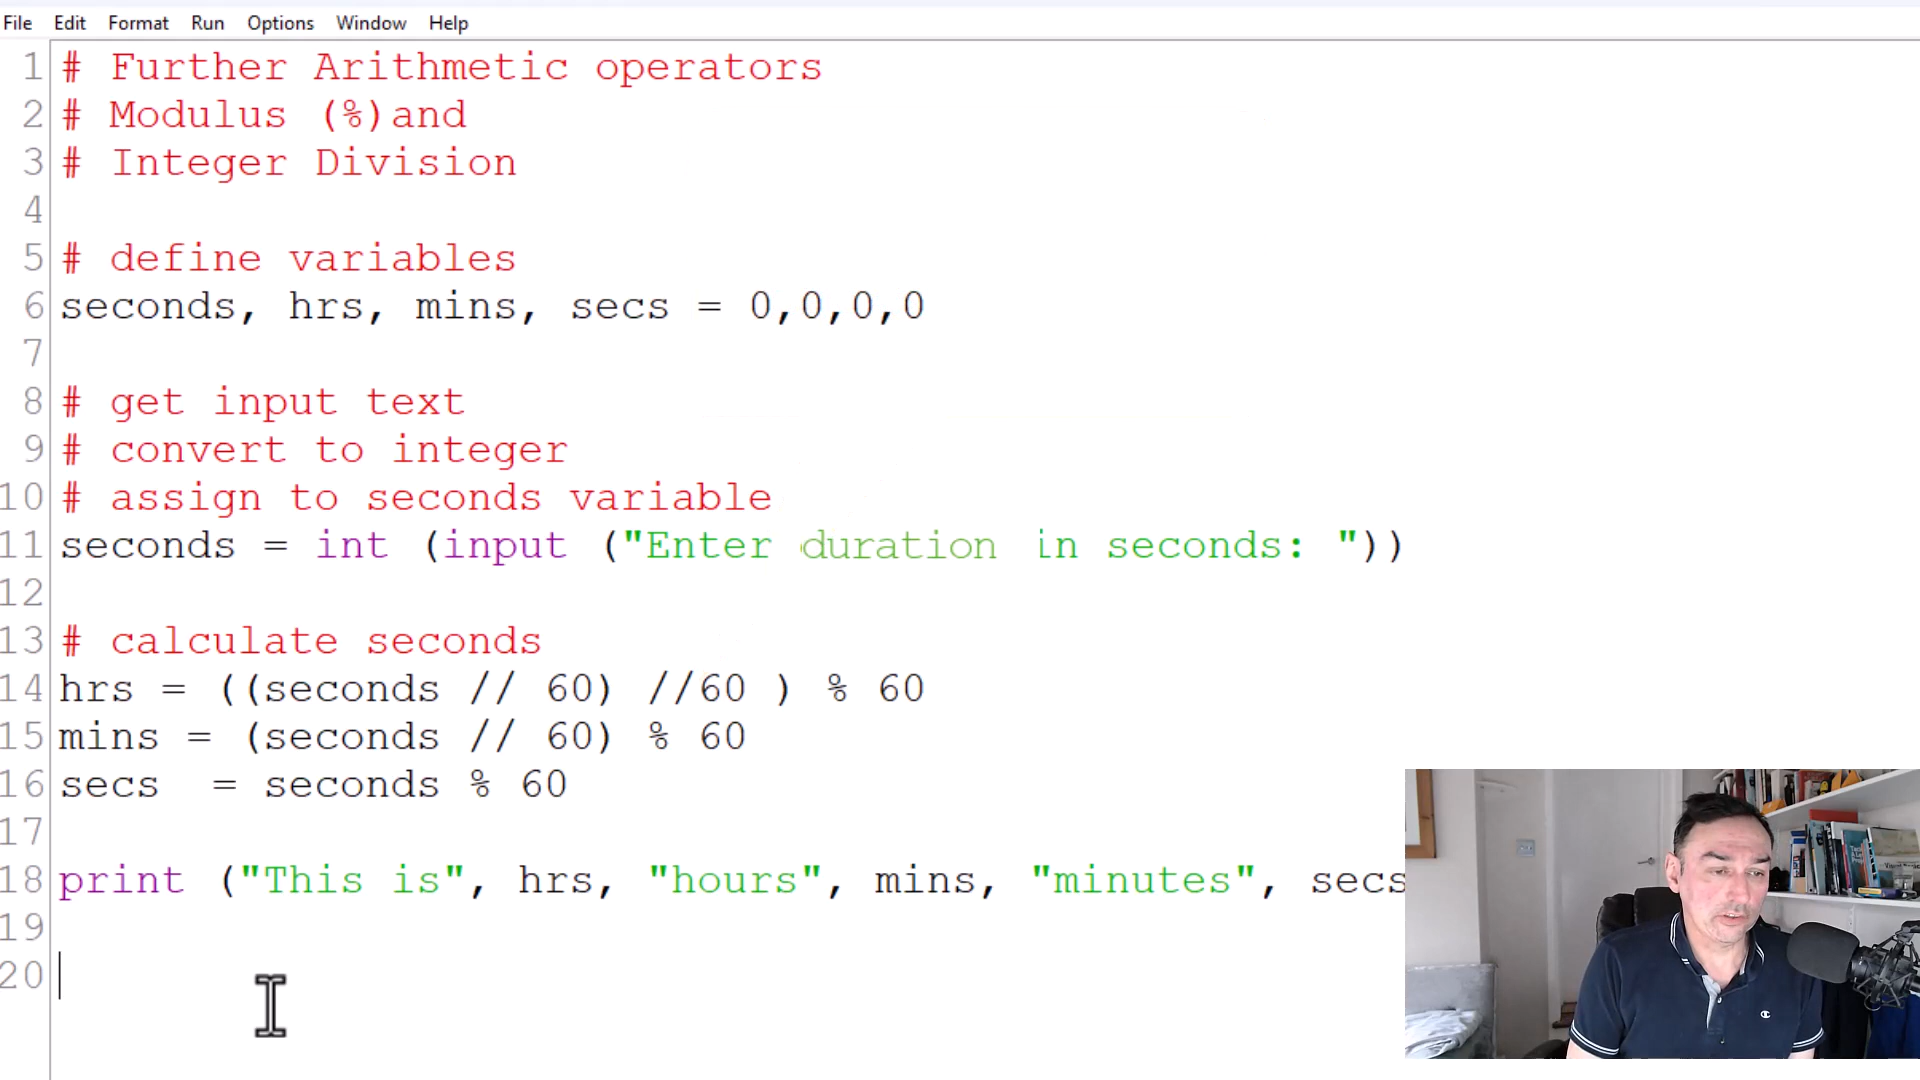 File Edit Format Run Options Window Help
1 # Further Arithmetic operators
2 # Modulus (%)and
3 # Integer Division
4
5 # define variables
6 seconds, hrs, mins, secs = 0,0,0,0
7
8 # get input text
9 # convert to integer
10 # assign to seconds variable
11 seconds = int (input ("Enter duration in seconds: "))
12
13 # calculate seconds
14 hrs = ((seconds // 60) //60 ) % 60
15 mins = (seconds // 60) % 60
16 secs  = seconds % 60
17
18 print ("This is", hrs, "hours", mins, "minutes", secs
19
20